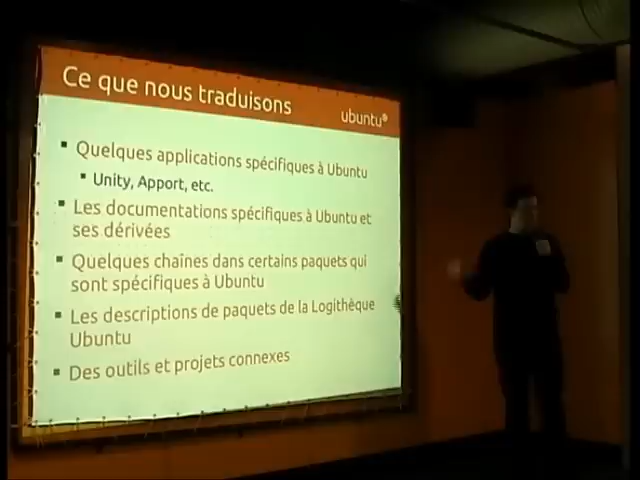 Ce que nous traduisons
ubuntu®
Quelques applications spécifiques à Ubuntu
Unity, Apport, etc.
Les documentations spécifiques à Ubuntu et
ses dérivées
Quelques chaînes dans certains paquets qui
sont spécifiques à Ubuntu
Les descriptions de paquets de la Logithèque
Ubuntu
Des outils et projets connexes